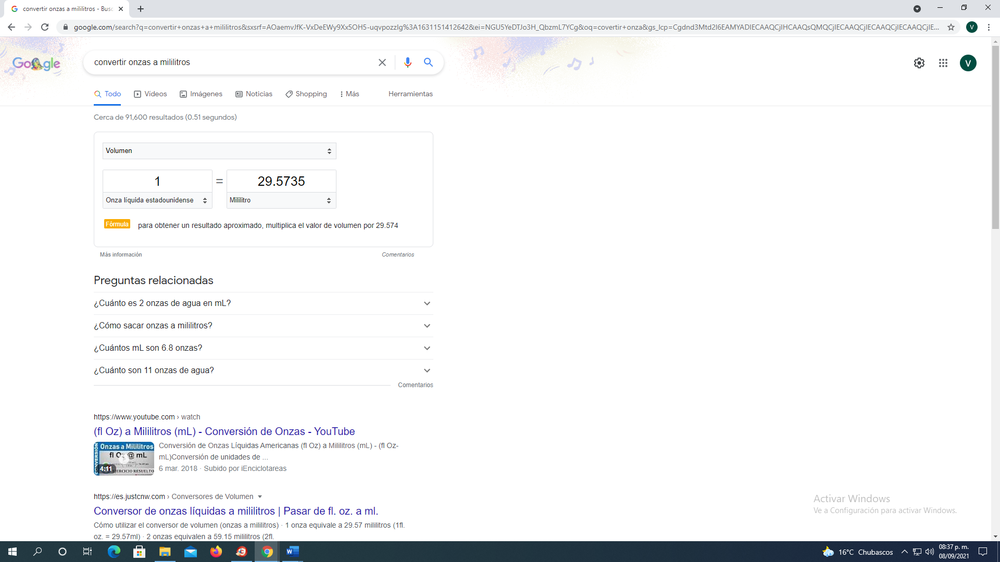 convertir onzas a mililitros - Busc
google.com/search?q=convertir+onzas+a+mililitros&sxsrf=AOaemvJfK-VxDeEWy9Xx5OH5-uqvpozzIg%3A1631151412642&ei=NGU5YeDTJo3H_QbzmL7YCg&oq=covertir+onza&gs_lcp=Cgdnd3Mtd2l6EAMYADIECAAQCjIHCAAQsQMQCjIECAAQCjIECAAQCjIECAAQCjIE...
V
Google
convertir onzas a mililitros
V
Todo Vídeos Imágenes Noticias Shopping Más Herramientas
Cerca de 91,600 resultados (0.51 segundos)
Volumen
1 = 29.5735
Onza líquida estadounidense Mililitro
Fórmula para obtener un resultado aproximado, multiplica el valor de volumen por 29.574
Más información Comentarios
Preguntas relacionadas
¿Cuánto es 2 onzas de agua en mL?
¿Cómo sacar onzas a mililitros?
¿Cuántos mL son 6.8 onzas?
¿Cuánto son 11 onzas de agua?
Comentarios
https://www.youtube.com › watch
(fl Oz) a Mililitros (mL) - Conversión de Onzas - YouTube
CONVERSIÓN
Onzas a Mililitros
fl Oz @ mL
4:11
EJERCICIO RESUELTO
Conversión de Onzas Líquidas Americanas (fl Oz) a Mililitros (mL) - (fl Oz-
mL)Conversión de unidades de ...
6 mar. 2018 · Subido por iEnciclotareas
https://es.justcnw.com › Conversores de Volumen
Conversor de onzas líquidas a mililitros | Pasar de fl. oz. a ml.
Cómo utilizar el conversor de volumen (onzas a mililitros) · 1 onza equivale a 29.57 mililitros (1fl.
oz. = 29.57ml) · 2 onzas equivalen a 59.15 mililitros (2fl.
Activar Windows
Ve a Configuración para activar Windows.
16°C Chubascos
08:37 p. m.
08/09/2021